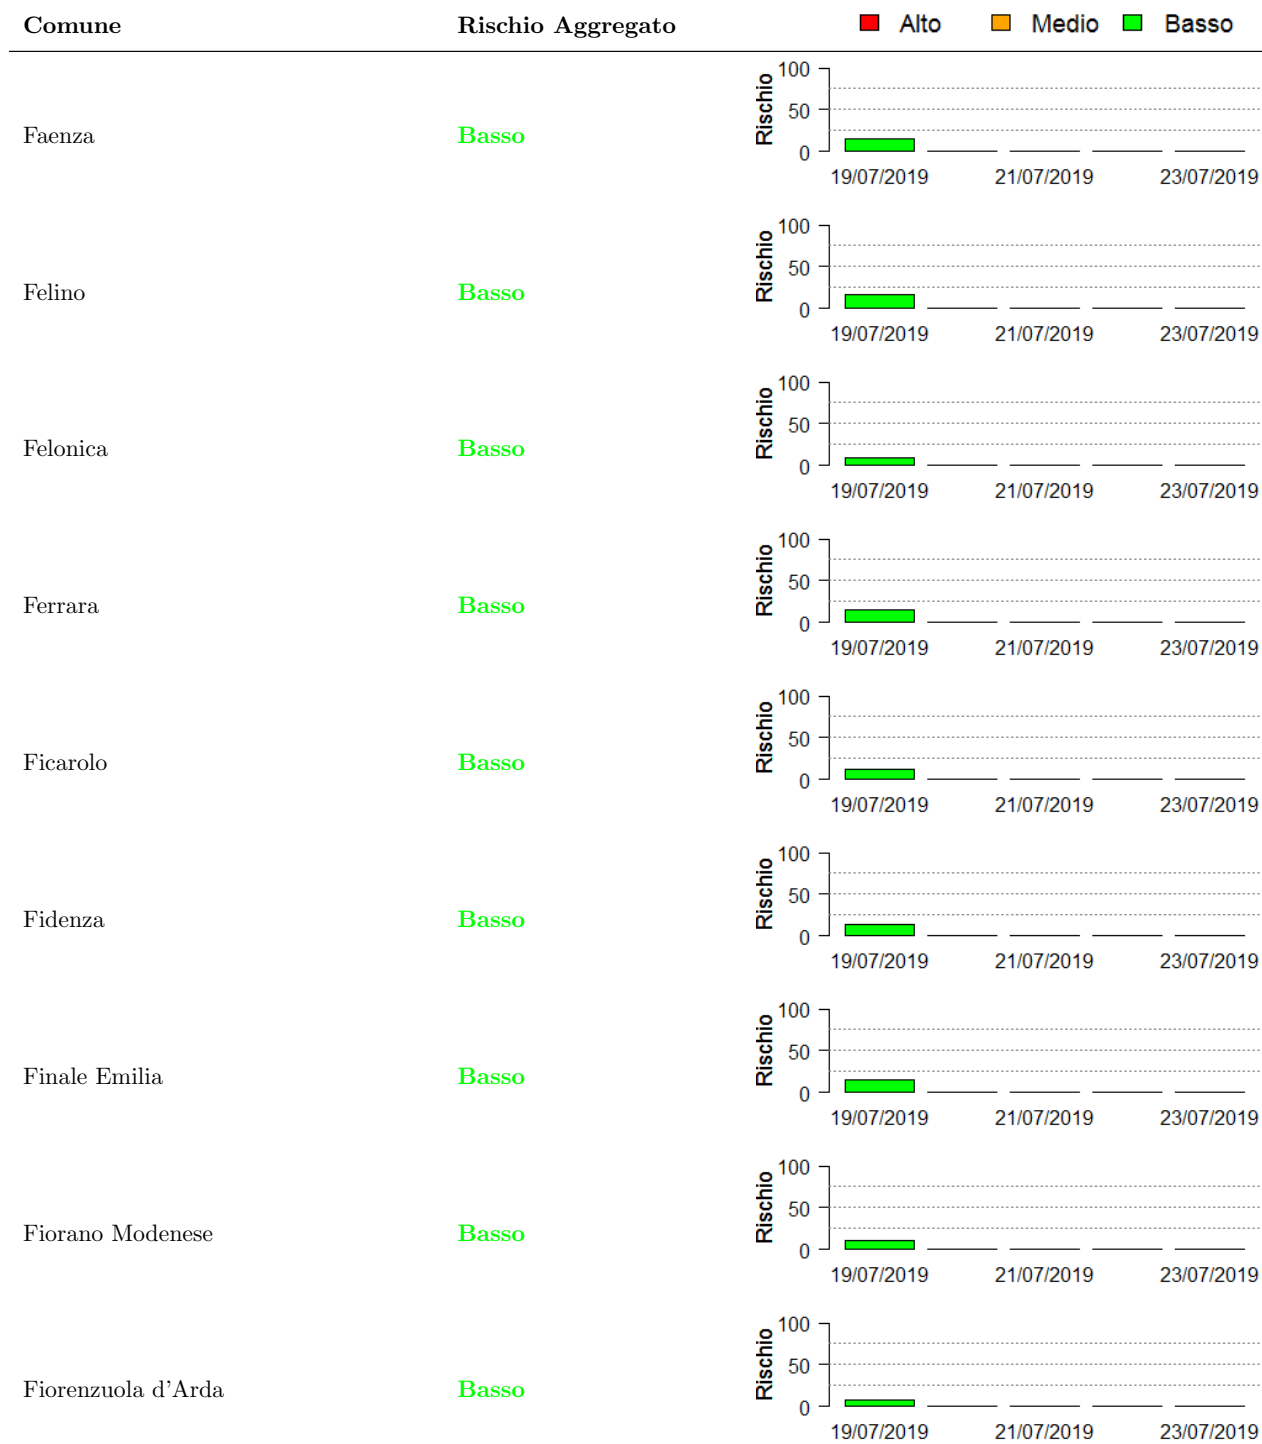 Comune Rischio Aggregato Alto Medio Basso
100
Rischio
50
Faenza Basso
0
19/07/2019 21/07/2019 23/07/2019
100
Rischio
50
Felino Basso
0
19/07/2019 21/07/2019 23/07/2019
100
Rischio
50
Felonica Basso
0
19/07/2019 21/07/2019 23/07/2019
100
Rischio
50
Ferrara Basso
0
19/07/2019 21/07/2019 23/07/2019
100
Rischio
50
Ficarolo Basso
0
19/07/2019 21/07/2019 23/07/2019
100
Rischio
50
Fidenza Basso
0
19/07/2019 21/07/2019 23/07/2019
100
Rischio
50
Finale Emilia Basso
0
19/07/2019 21/07/2019 23/07/2019
100
Rischio
50
Fiorano Modenese Basso
0
19/07/2019 21/07/2019 23/07/2019
100
Rischio
50
Fiorenzuola d'Arda Basso
0
19/07/2019 21/07/2019 23/07/2019